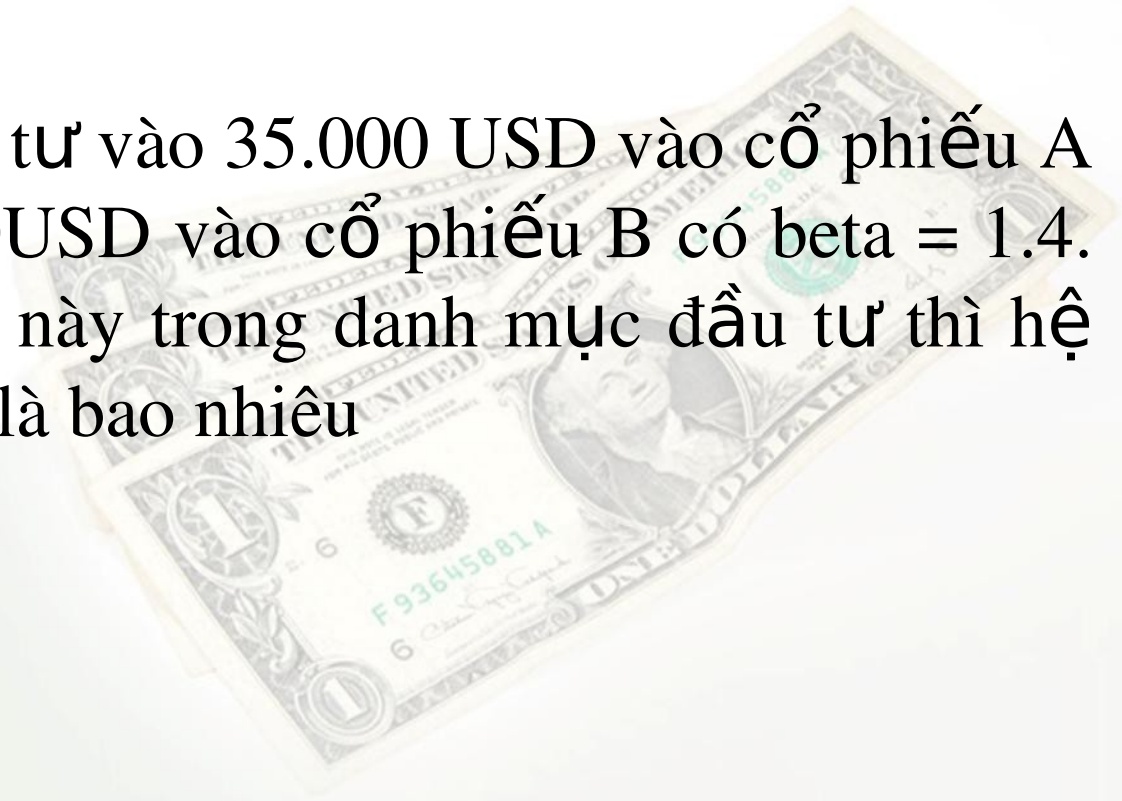 tư vào 35.000 USD vào cổ phiếu A
USD vào cổ phiếu B có beta = 1.4.
này trong danh mục đầu tư thì hệ
là bao nhiêu
F 93645881 A